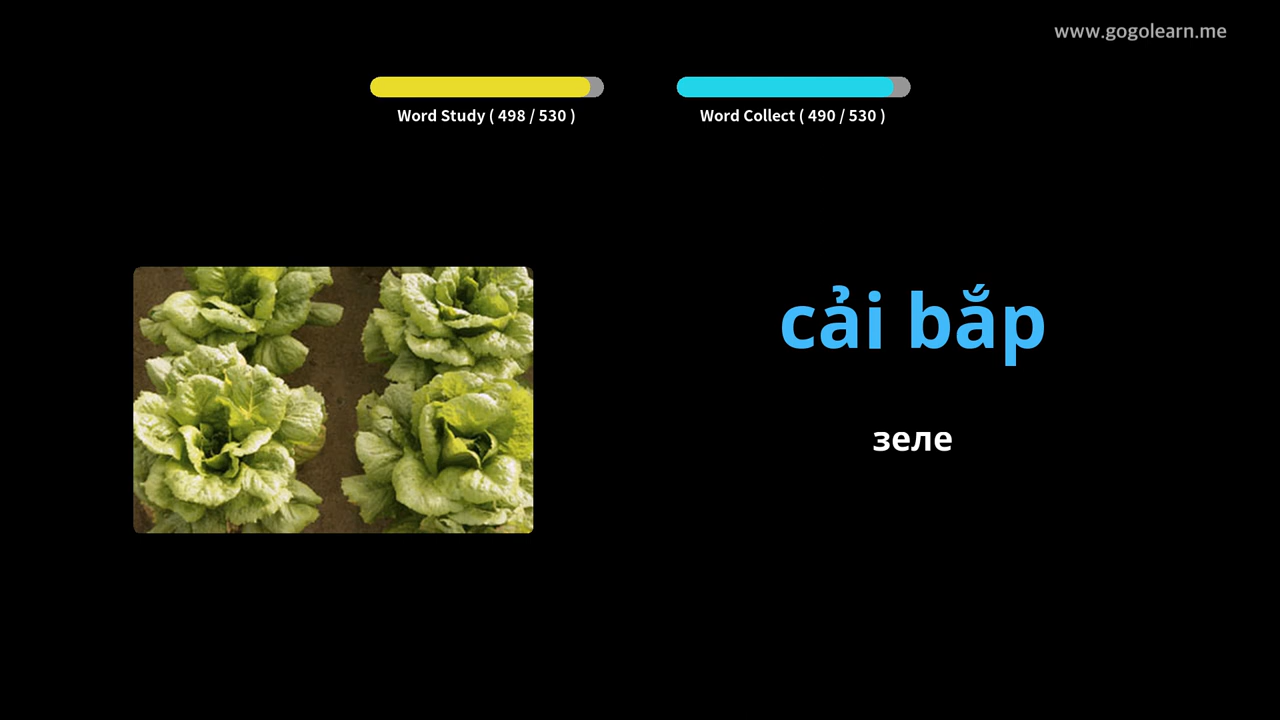 www.gogolearn.me
Word Study ( 498 / 530 )
Word Collect ( 490 / 530 )
cải bắp
зеле